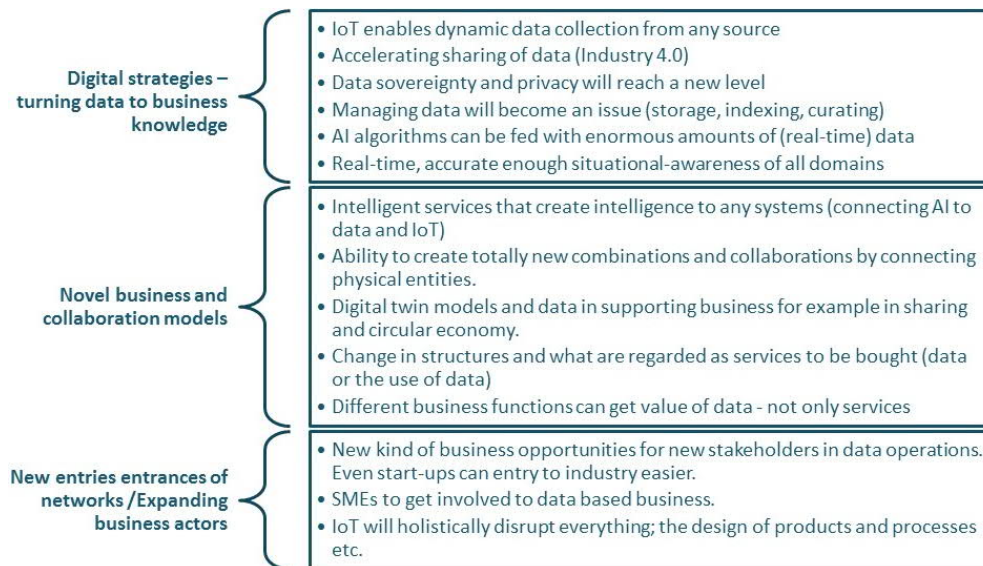 Digital strategies –
turning data to business
knowledge
• IoT enables dynamic data collection from any source
• Accelerating sharing of data (Industry 4.0)
• Data sovereignty and privacy will reach a new level
• Managing data will become an issue (storage, indexing, curating)
• AI algorithms can be fed with enormous amounts of (real-time) data
• Real-time, accurate enough situational-awareness of all domains
Novel business and
collaboration models
• Intelligent services that create intelligence to any systems (connecting AI to
data and IoT)
• Ability to create totally new combinations and collaborations by connecting
physical entities.
• Digital twin models and data in supporting business for example in sharing
and circular economy.
• Change in structures and what are regarded as services to be bought (data
or the use of data)
• Different business functions can get value of data - not only services
New entries entrances of
networks /Expanding
business actors
• New kind of business opportunities for new stakeholders in data operations.
Even start-ups can entry to industry easier.
• SMEs to get involved to data based business.
• IoT will holistically disrupt everything; the design of products and processes
etc.